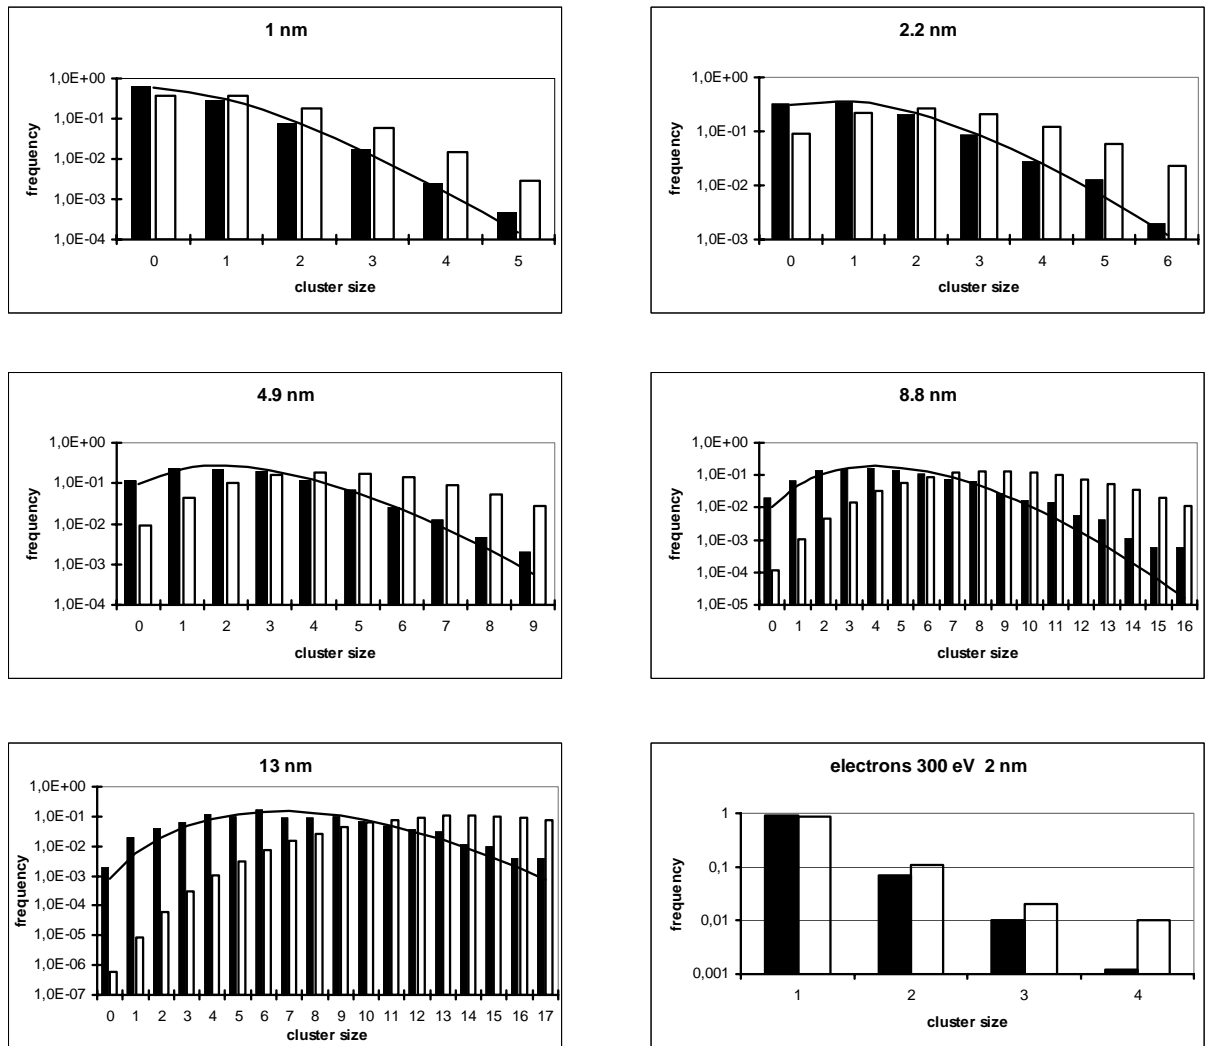 1 nm
1,0E+00
1,0E-01
1,0E-02
1,0E-03
1,0E-04
frequency
0 1 2 3 4 5
cluster size
2.2 nm
1,0E+00
1,0E-01
1,0E-02
1,0E-03
frequency
0 1 2 3 4 5 6
cluster size
4.9 nm
1,0E+00
1,0E-01
1,0E-02
1,0E-03
1,0E-04
frequency
0 1 2 3 4 5 6 7 8 9
cluster size
8.8 nm
1,0E+00
1,0E-01
1,0E-02
1,0E-03
1,0E-04
1,0E-05
frequency
0 1 2 3 4 5 6 7 8 9 10 11 12 13 14 15 16
cluster size
13 nm
1,0E+00
1,0E-01
1,0E-02
1,0E-03
1,0E-04
1,0E-05
1,0E-06
1,0E-07
frequency
0 1 2 3 4 5 6 7 8 9 10 11 12 13 14 15 16 17
cluster size
electrons 300 eV 2 nm
1
0,1
0,01
0,001
frequency
1 2 3 4
cluster size